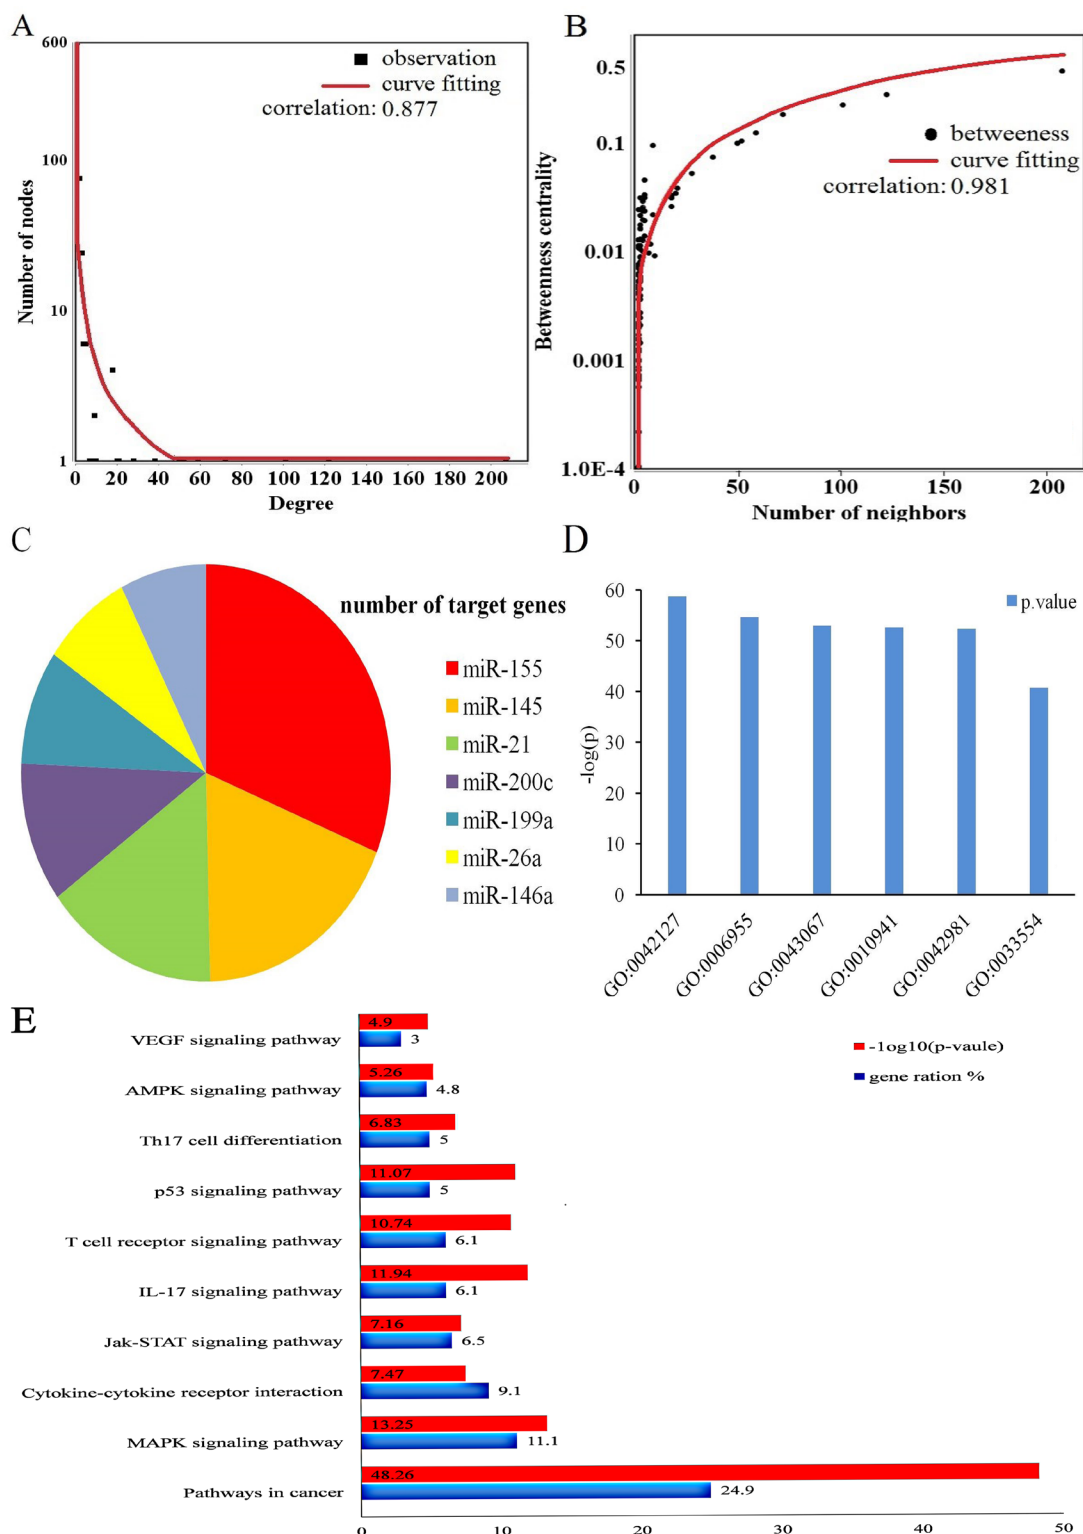 A
600
100
10
1
Number of nodes
observation
curve fitting
correlation: 0.877
0 20 40 60 80 100 120 140 160 180 200
Degree
B
0.5
0.1
0.01
0.001
1.0E-4
Betweenness centrality
betweeness
curve fitting
correlation: 0.981
0 50 100 150 200
Number of neighbors
C
number of target genes
miR-155
miR-145
miR-21
miR-200c
miR-199a
miR-26a
miR-146a
D
60
50
40
30
20
10
0
-log(p)
p.value
GO:0042127
GO:0006955
GO:0043067
GO:0010941
GO:0042981
GO:0033554
E
-log10(p-vaule)
gene ration %
VEGF signaling pathway 4.9 3
AMPK signaling pathway 5.26 4.8
Th17 cell differentiation 6.83 5
p53 signaling pathway 11.07 5
T cell receptor signaling pathway 10.74 6.1
IL-17 signaling pathway 11.94 6.1
Jak-STAT signaling pathway 7.16 6.5
Cytokine-cytokine receptor interaction 7.47 9.1
MAPK signaling pathway 13.25 11.1
Pathways in cancer 48.26 24.9
0 10 20 30 40 50